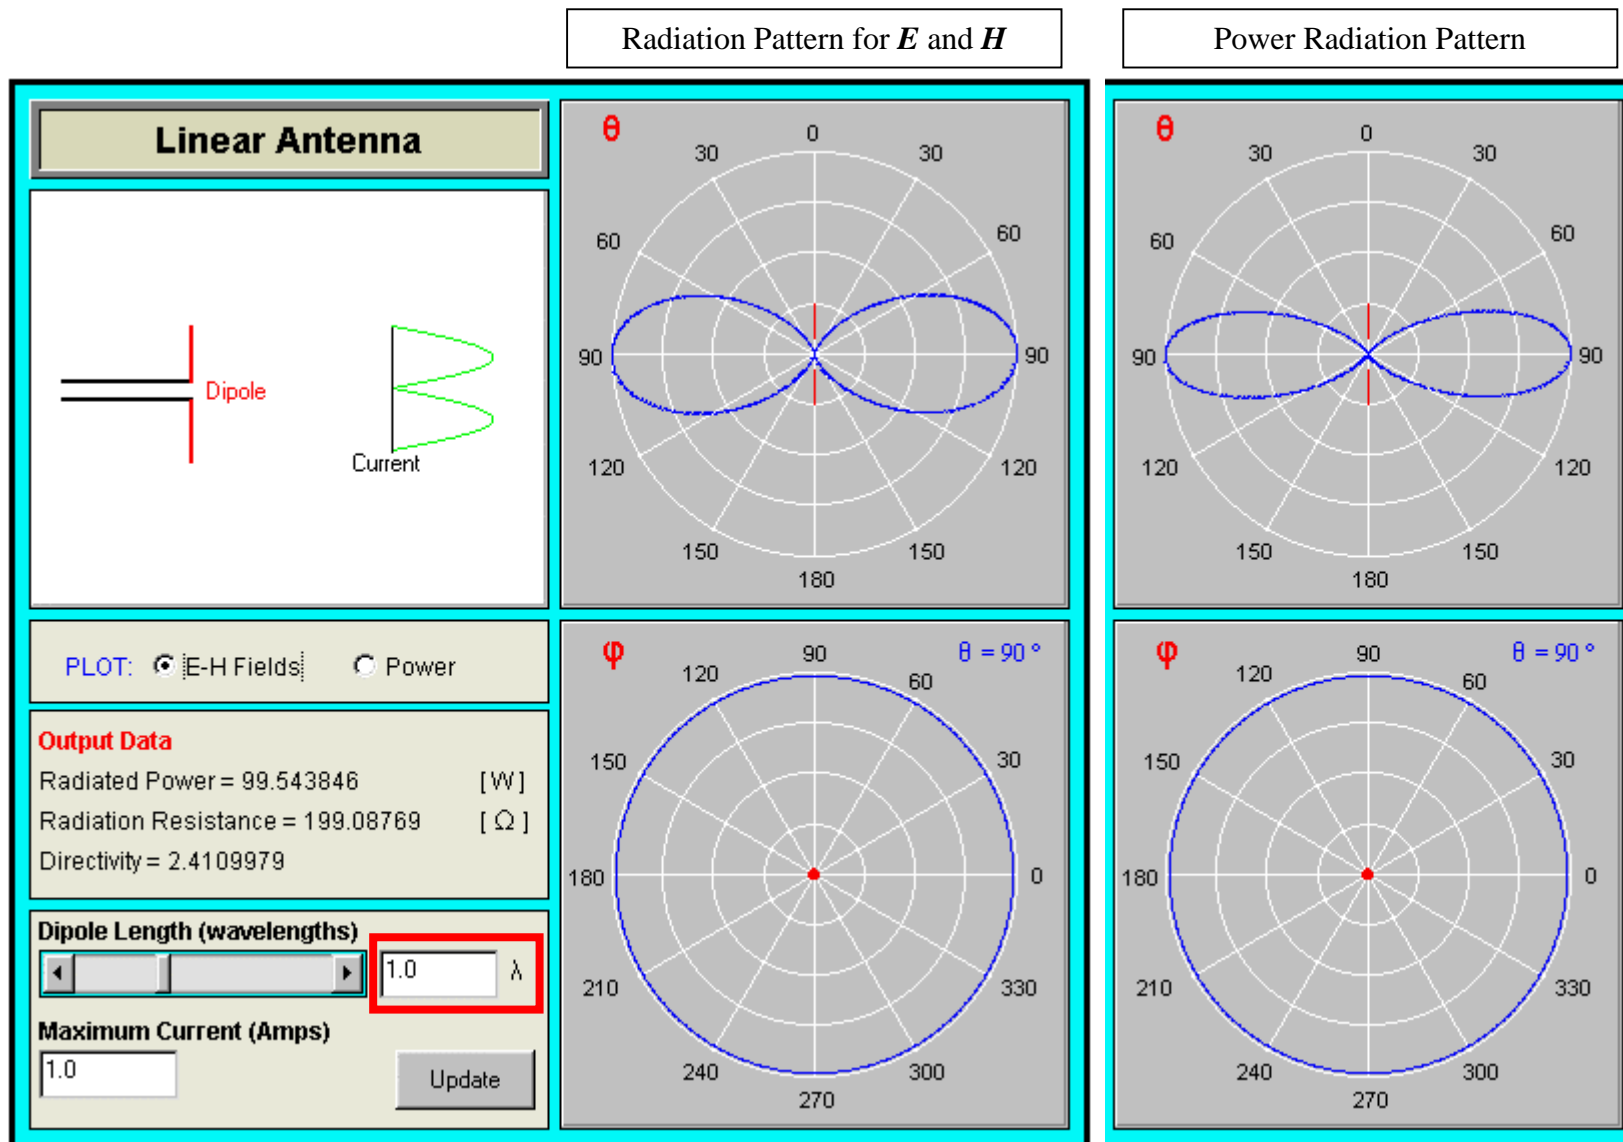 Radiation Pattern for E and H
Power Radiation Pattern
Linear Antenna
Dipole
Current
θ
0
30
30
60
60
90
90
120
120
150
150
180
θ
0
30
30
60
60
90
90
120
120
150
150
180
PLOT: E-H Fields Power
Output Data
Radiated Power = 99.543846 [ W ]
Radiation Resistance = 199.08769 [ Ω ]
Directivity = 2.4109979
Dipole Length (wavelengths)
1.0 λ
Maximum Current (Amps)
1.0
Update
φ
θ = 90 °
90
120
60
150
30
180
0
210
330
240
300
270
φ
θ = 90 °
90
120
60
150
30
180
0
210
330
240
300
270